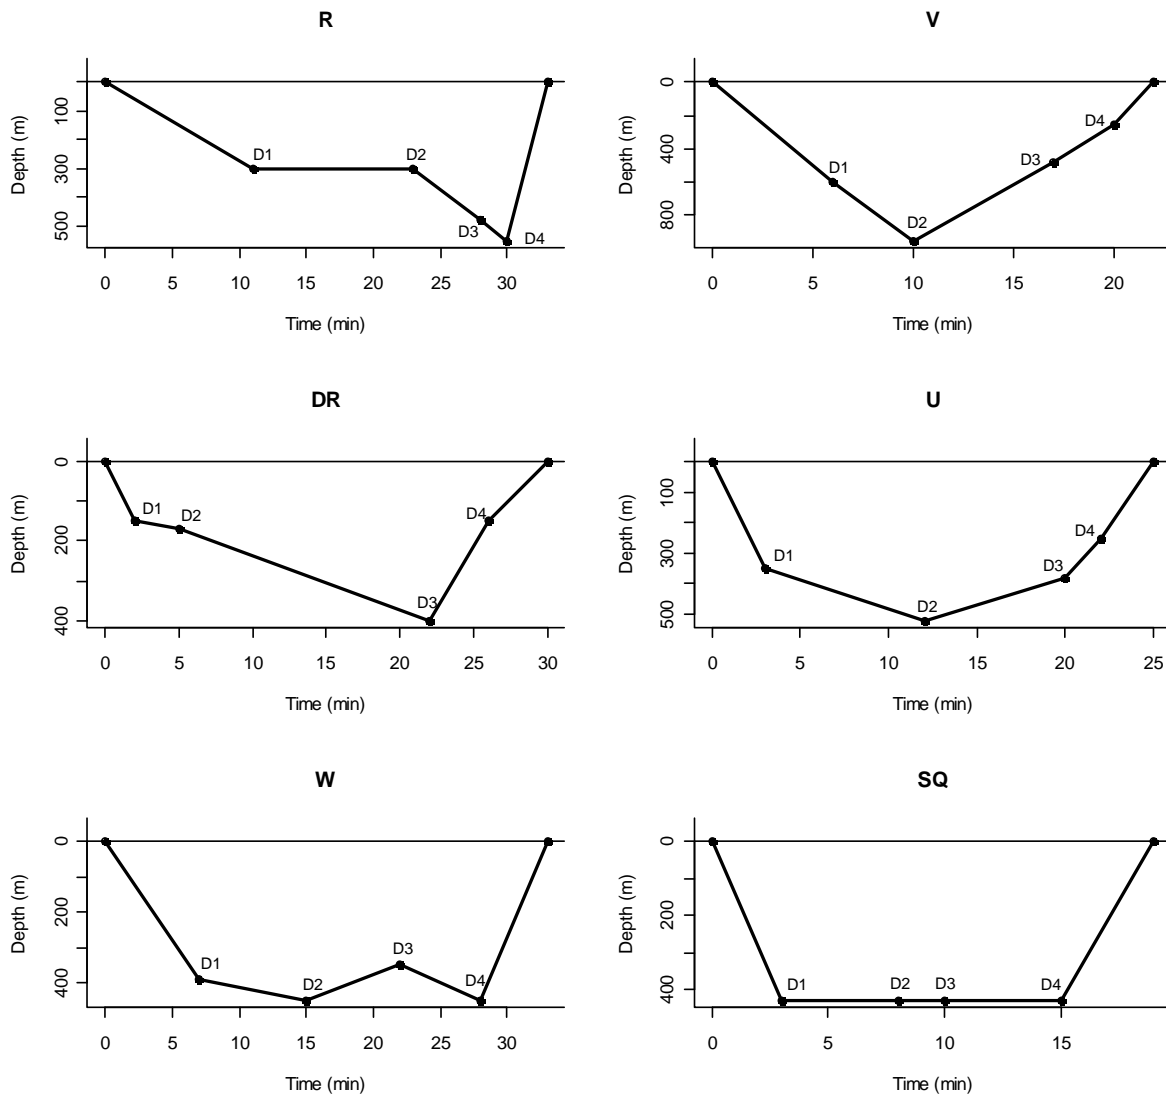 R
Depth (m)
100
300
500
D1
D2
D3
D4
0 5 10 15 20 25 30
Time (min)
V
Depth (m)
0
400
800
D1
D2
D3
D4
0 5 10 15 20
Time (min)
DR
Depth (m)
0
200
400
D1
D2
D3
D4
0 5 10 15 20 25 30
Time (min)
U
Depth (m)
100
300
500
D1
D2
D3
D4
0 5 10 15 20 25
Time (min)
W
Depth (m)
0
200
400
D1
D2
D3
D4
0 5 10 15 20 25 30
Time (min)
SQ
Depth (m)
0
200
400
D1
D2
D3
D4
0 5 10 15
Time (min)